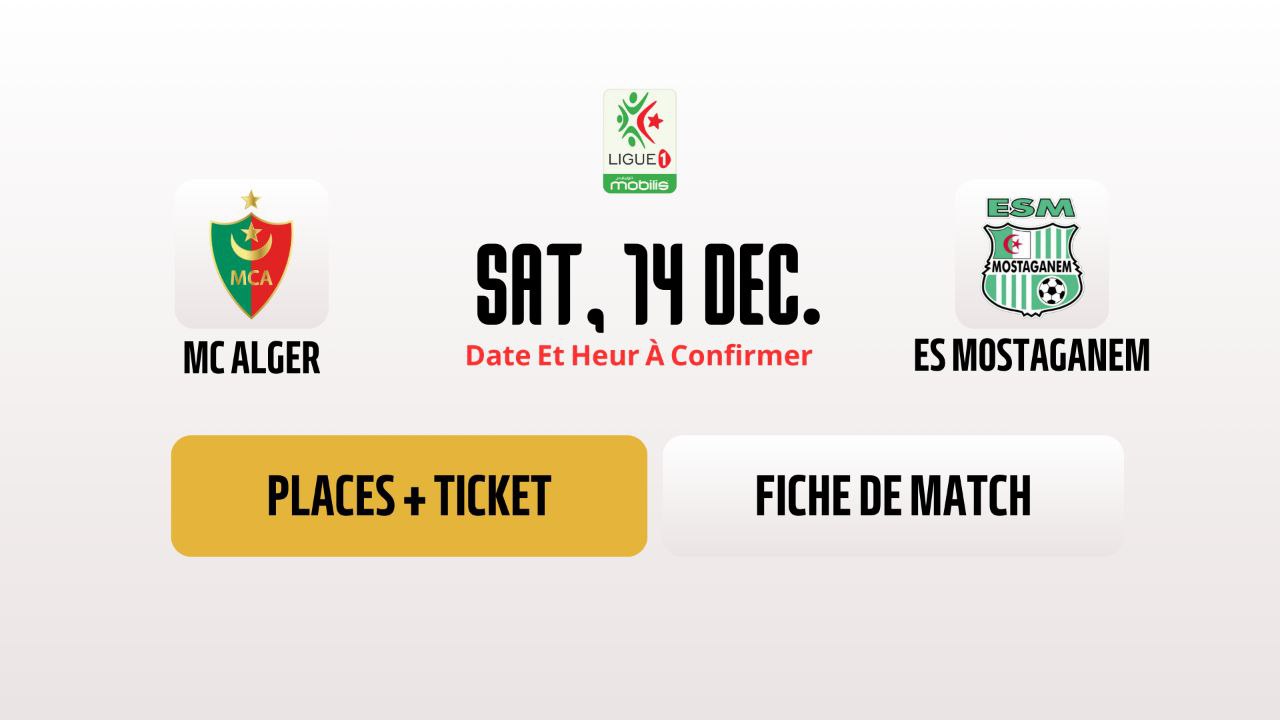 LIGUE 1
mobilis
MCA
ESM
MOSTAGANEM
SAT, 14 DEC.
Date Et Heur À Confirmer
MC ALGER
ES MOSTAGANEM
PLACES + TICKET
FICHE DE MATCH